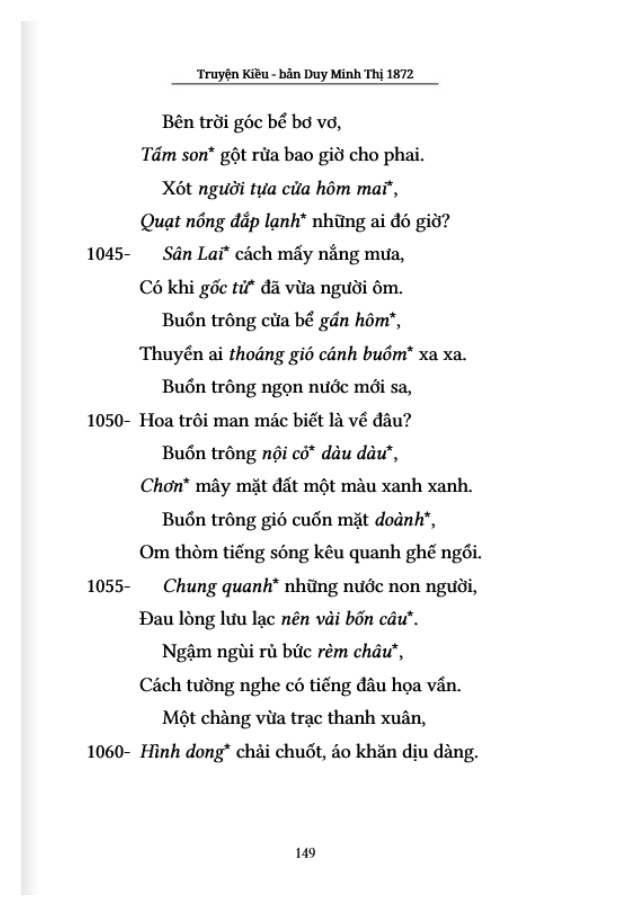 Truyện Kiều - bản Duy Minh Thị 1872
Bên trời góc bể bơ vơ,
Tấm son* gột rửa bao giờ cho phai.
Xót người tựa cửa hôm mai*,
Quạt nồng đắp lạnh* những ai đó giờ?
1045- Sân Lai* cách mấy nắng mưa,
Có khi gốc tử* đã vừa người ôm.
Buồn trông cửa bể gần hôm*,
Thuyền ai thoáng gió cánh buồm* xa xa.
Buồn trông ngọn nước mới sa,
1050- Hoa trôi man mác biết là về đâu?
Buồn trông nội cỏ* dàu dàu*,
Chơn* mây mặt đất một màu xanh xanh.
Buồn trông gió cuốn mặt doành*,
Om thòm tiếng sóng kêu quanh ghế ngồi.
1055- Chung quanh* những nước non người,
Đau lòng lưu lạc nên vài bốn câu*.
Ngậm ngùi rủ bức rèm châu*,
Cách tường nghe có tiếng đâu họa vần.
Một chàng vừa trạc thanh xuân,
1060- Hình dong* chải chuốt, áo khăn dịu dàng.
149